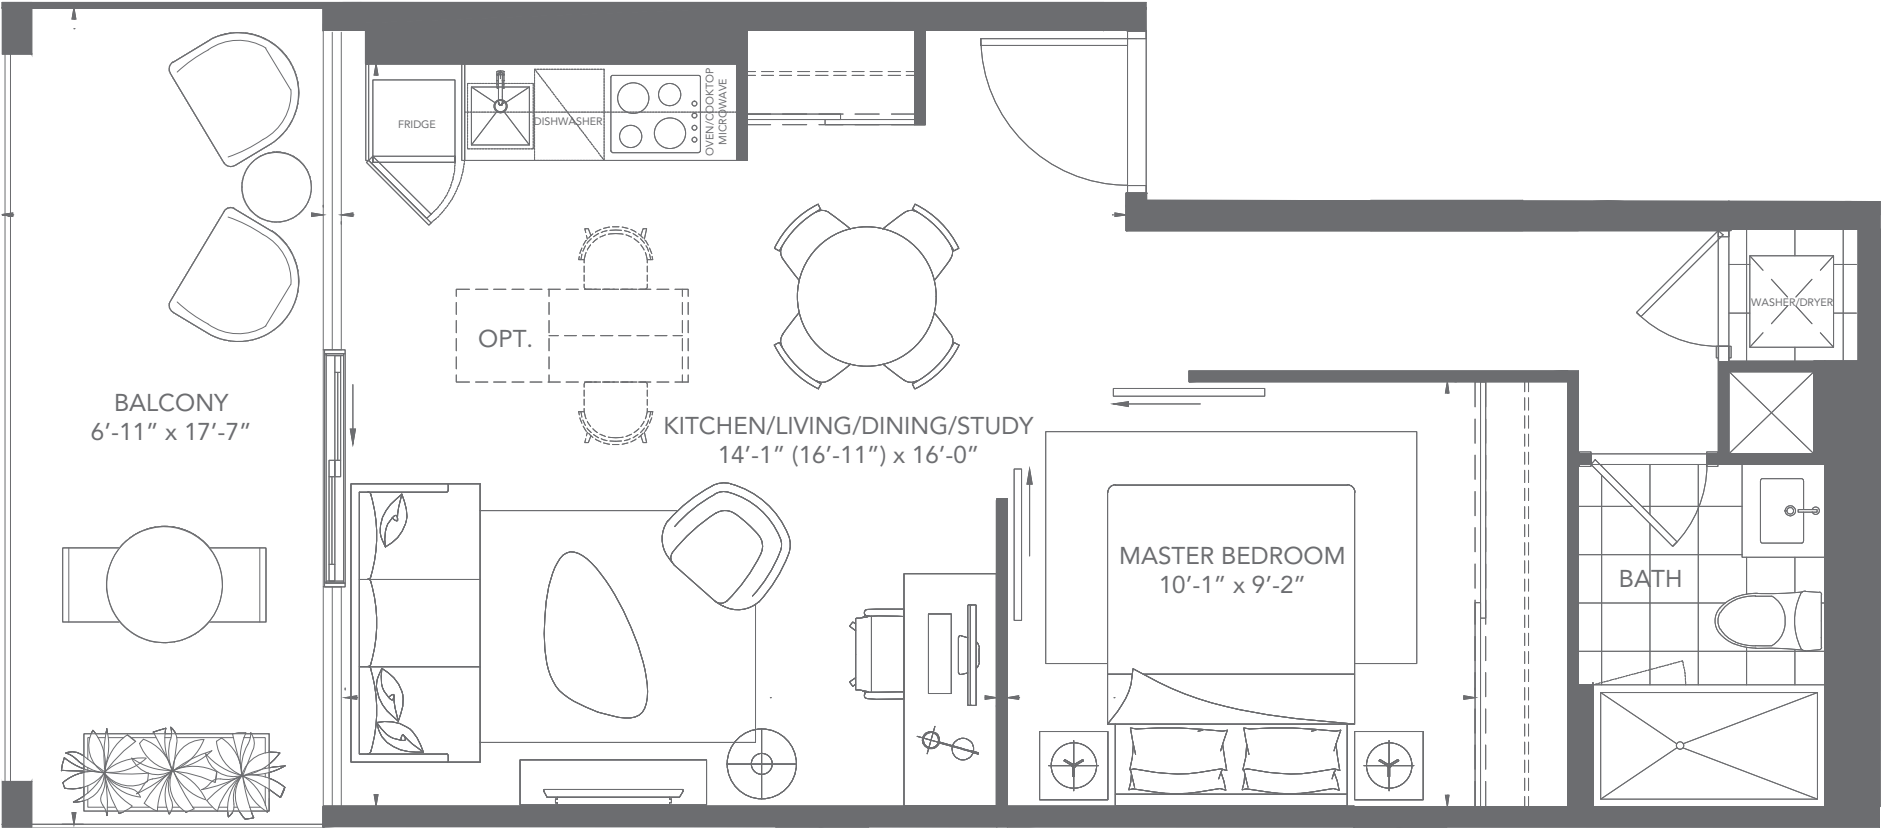 FRIDGE
DISHWASHER
OVEN/COOKTOP
MICROWAVE
WASHER/DRYER
OPT.
BALCONY
6’-11” x 17’-7”
KITCHEN/LIVING/DINING/STUDY
14’-1” (16’-11”) x 16’-0”
MASTER BEDROOM
10’-1” x 9’-2”
BATH